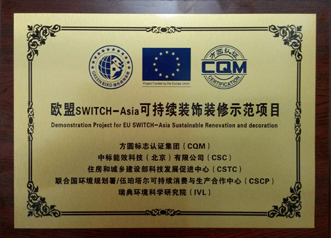 方圆认证
CQM
CERTIFICATION
Project Funded by the European Union
欧盟SWITCH-Asia可持续装饰装修示范项目
Demonstration Project for EU SWITCH-Asia Sustainable Renovation and decoration
方圆标志认证集团（CQM）
中标能效科技（北京）有限公司（CSC）
住房和城乡建设部科技发展促进中心（CSTC）
联合国环境规划署/伍珀塔尔可持续消费与生产合作中心（CSCP）
瑞典环境科学研究院（IVL）